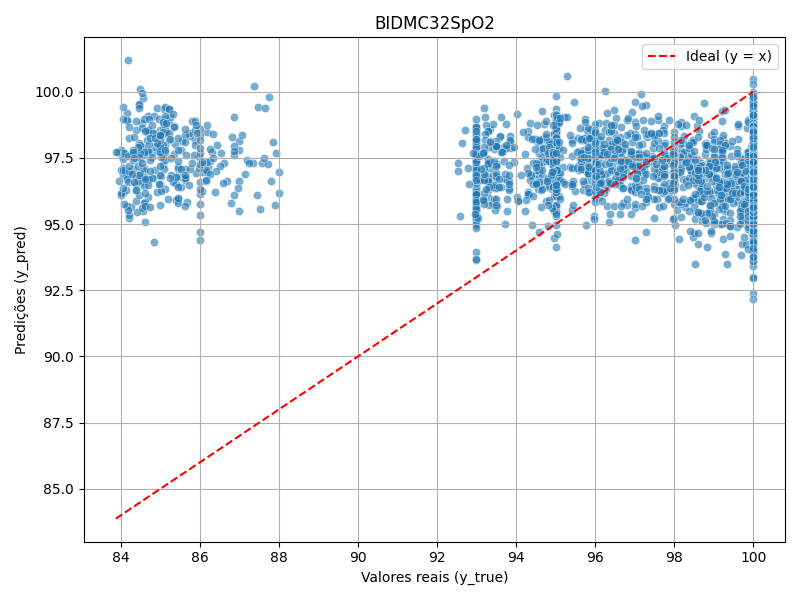 BIDMC32SpO2
Ideal (y = x)
Predições (y_pred)
100.0
97.5
95.0
92.5
90.0
87.5
85.0
84 86 88 90 92 94 96 98 100
Valores reais (y_true)